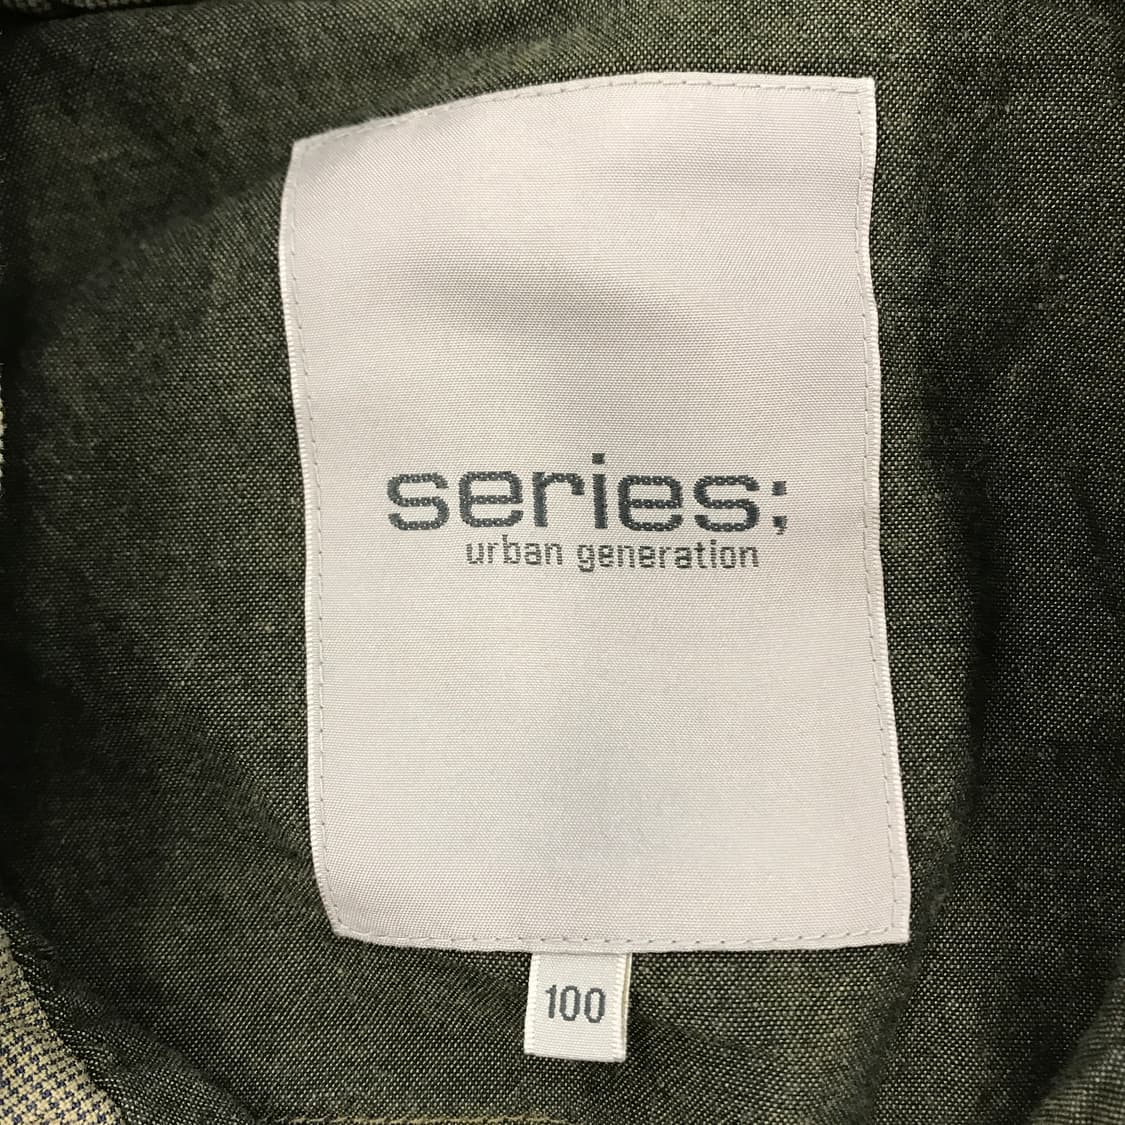 series;
urban generation
100